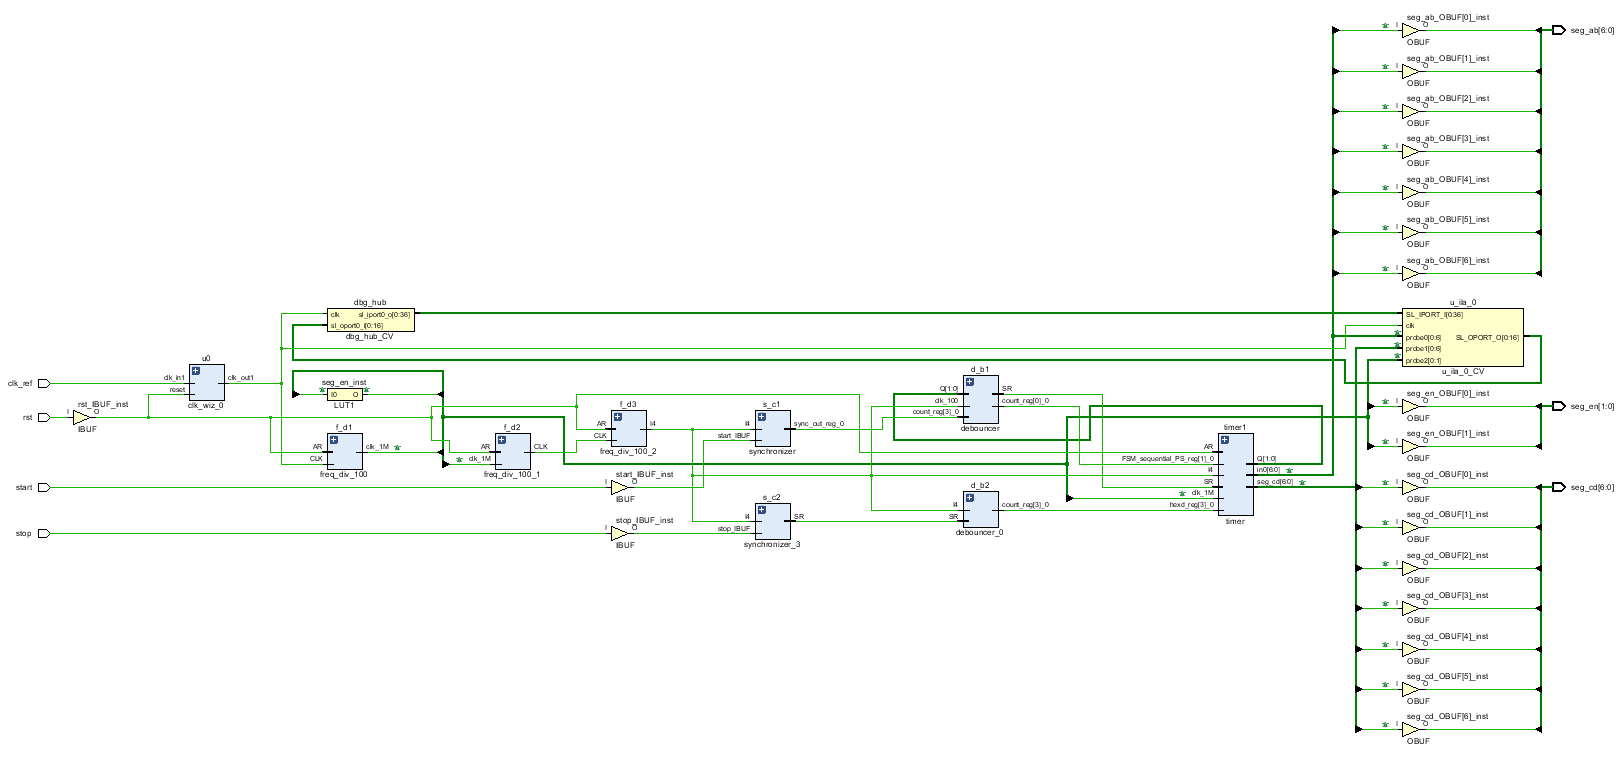 seg_ab_OBUF[0]_inst
I
O
OBUF
seg_ab[6:0]
seg_ab_OBUF[1]_inst
I
O
OBUF
seg_ab_OBUF[2]_inst
I
O
OBUF
seg_ab_OBUF[3]_inst
I
O
OBUF
seg_ab_OBUF[4]_inst
I
O
OBUF
seg_ab_OBUF[5]_inst
I
O
OBUF
seg_ab_OBUF[6]_inst
I
O
OBUF
dbg_hub
clk
sl_iport0_o[0:36]
sl_oport0_i[0:16]
dbg_hub_CV
u_ila_0
SL_IPORT_I[0:36]
clk
probe0[0:6]
SL_OPORT_O[0:16]
probe1[0:6]
probe2[0:1]
u_ila_0_CV
u0
clk_in1
clk_out1
reset
clk_wiz_0
clk_ref
rst
rst_IBUF_inst
I
O
IBUF
seg_en_inst
I0
O
LUT1
f_d1
AR
clk_1M
CLK
freq_div_100
f_d2
AR
CLK
clk_1M
freq_div_100_1
f_d3
AR
I4
CLK
freq_div_100_2
s_c1
I4
sync_out_reg_0
start_IBUF
synchronizer
d_b1
Q[1:0]
SR
clk_100
count_reg[0]_0
count_reg[3]_0
debouncer
start
start_IBUF_inst
I
O
IBUF
stop
stop_IBUF_inst
I
O
IBUF
s_c2
I4
SR
stop_IBUF
synchronizer_3
d_b2
I4
count_reg[3]_0
SR
debouncer_0
timer1
AR
FSM_sequential_PS_reg[1]_0
Q[1:0]
I4
in0[6:0]
SR
seg_cd[6:0]
clk_1M
hexd_reg[3]_0
timer
seg_en_OBUF[0]_inst
I
O
OBUF
seg_en[1:0]
seg_en_OBUF[1]_inst
I
O
OBUF
seg_cd_OBUF[0]_inst
I
O
OBUF
seg_cd[6:0]
seg_cd_OBUF[1]_inst
I
O
OBUF
seg_cd_OBUF[2]_inst
I
O
OBUF
seg_cd_OBUF[3]_inst
I
O
OBUF
seg_cd_OBUF[4]_inst
I
O
OBUF
seg_cd_OBUF[5]_inst
I
O
OBUF
seg_cd_OBUF[6]_inst
I
O
OBUF